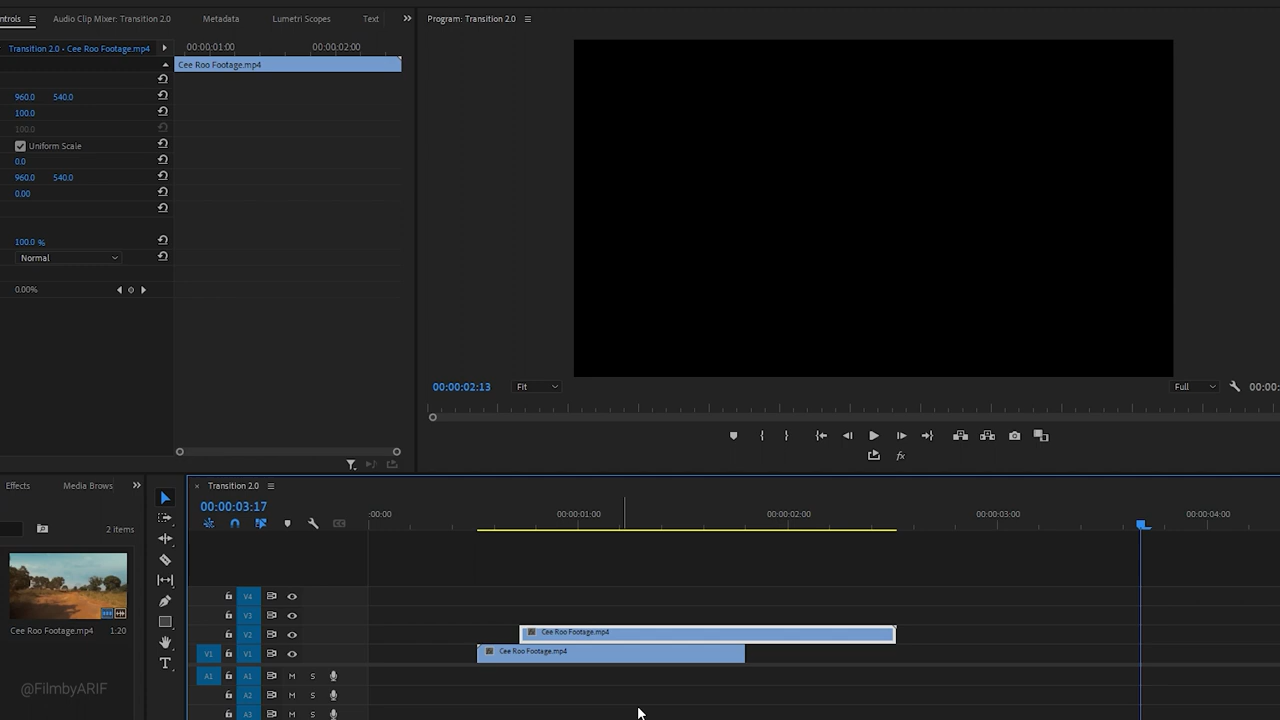 ntrols
Audio Clip Mixer: Transition 2.0
Metadata
Lumetri Scopes
Text
Program: Transition 2.0
Transition 2.0 - Cee Roo Footage.mp4
00:00:01:00
00:00:02:00
Cee Roo Footage.mp4
960.0 540.0
100.0
100.0
Uniform Scale
0.0
960.0 540.0
0.00
100.0 %
Normal
0.00%
00:00:02:13
Fit
Full
00:00:
Effects
Media Brows
2 items
Cee Roo Footage.mp4 1:20
@FilmbyARIF
Transition 2.0
00:00:03:17
:00:00
00:00:01:00
00:00:02:00
00:00:03:00
00:00:04:00
V4
V3
V2
Cee Roo Footage.mp4
V1 V1
Cee Roo Footage.mp4
A1 A1 M S
A2 M S
A3 M S